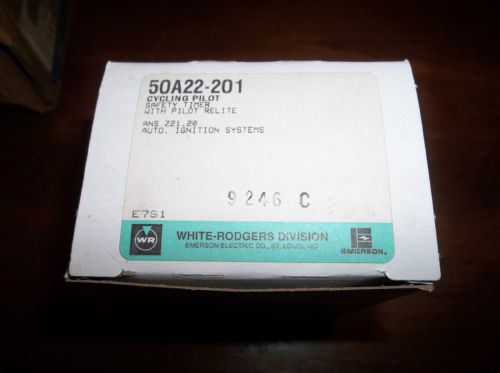 50A22-201
CYCLING PILOT
SAFETY TIMER
WITH PILOT RELITE
ANS Z21.20
AUTO. IGNITION SYSTEMS
9246 C
E7S1
WR
WHITE-RODGERS DIVISION
EMERSON ELECTRIC CO., ST. LOUIS, MO
EMERSON